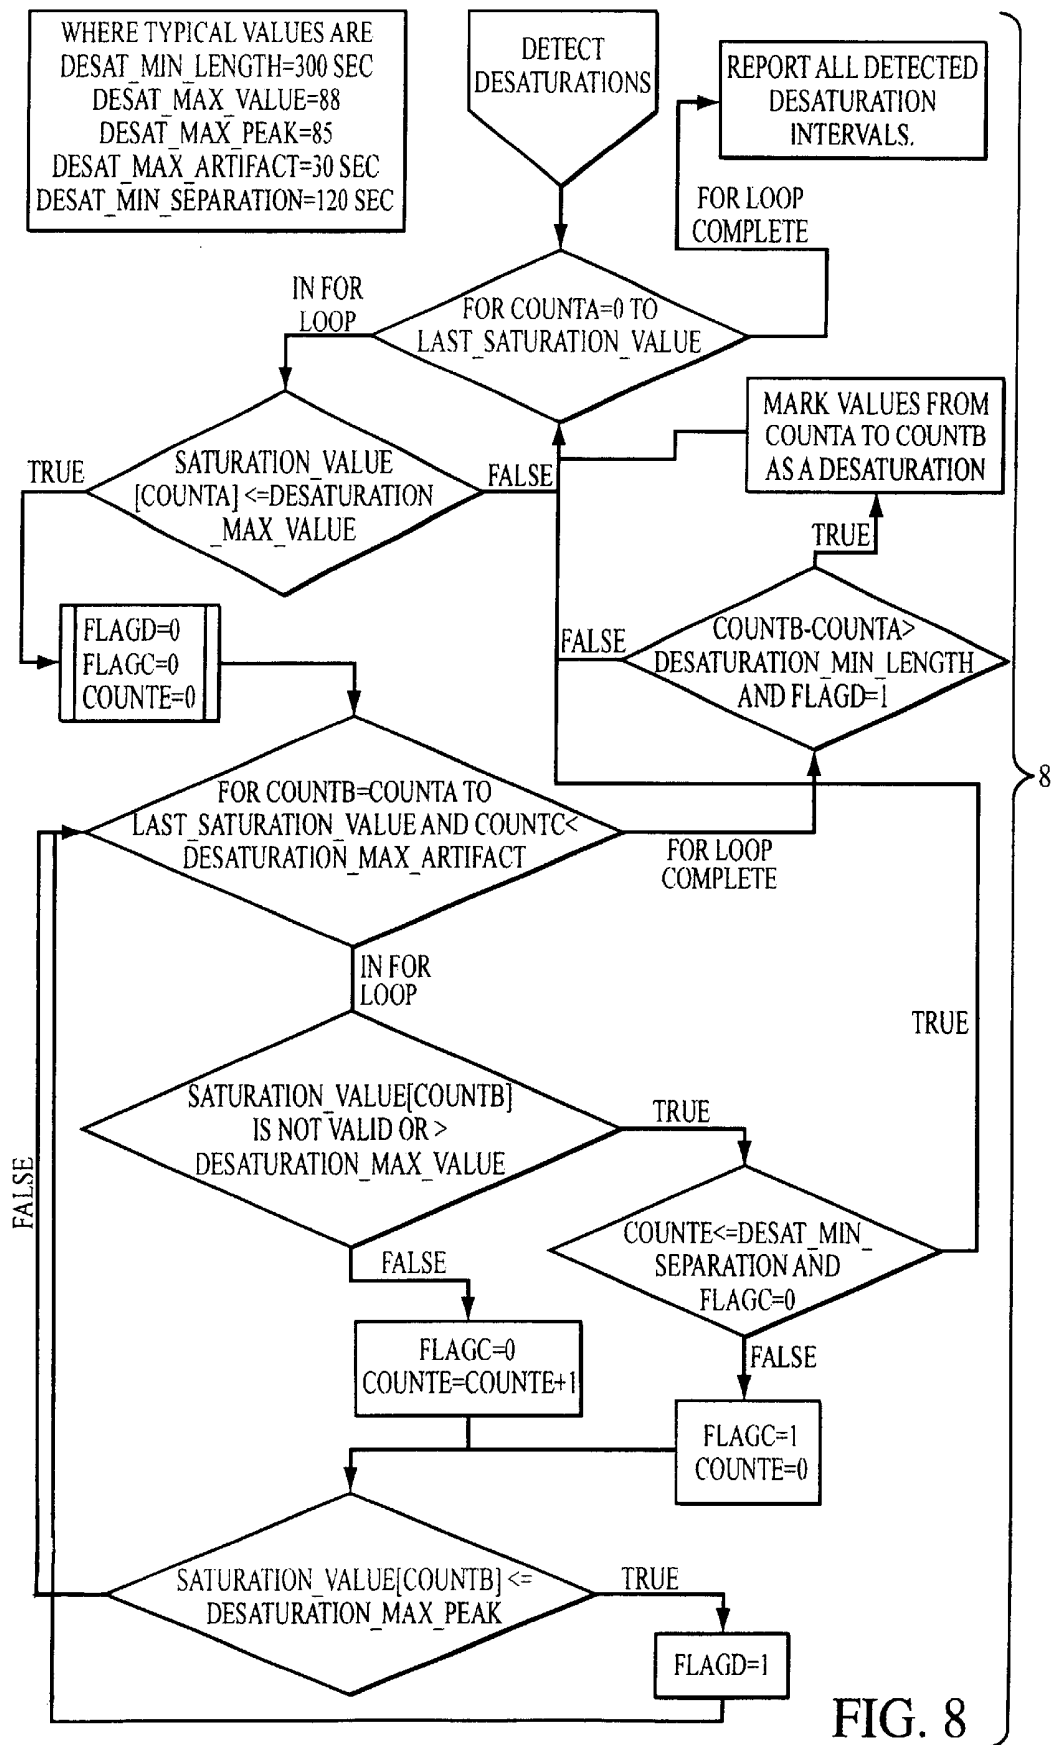 WHERE TYPICAL VALUES ARE
DESAT_MIN_LENGTH=300 SEC
DESAT_MAX_VALUE=88
DESAT_MAX_PEAK=85
DESAT_MAX_ARTIFACT=30 SEC
DESAT_MIN_SEPARATION=120 SEC
DETECT
DESATURATIONS
REPORT ALL DETECTED
DESATURATION
INTERVALS.
FOR LOOP
COMPLETE
IN FOR
LOOP
FOR COUNTA=0 TO
LAST_SATURATION_VALUE
MARK VALUES FROM
COUNTA TO COUNTB
AS A DESATURATION
TRUE
SATURATION_VALUE
[COUNTA] <=DESATURATION
_MAX_VALUE
FALSE
TRUE
FLAGD=0
FLAGC=0
COUNTE=0
FALSE
COUNTB-COUNTA>
DESATURATION_MIN_LENGTH
AND FLAGD=1
8
FOR COUNTB=COUNTA TO
LAST_SATURATION_VALUE AND COUNTC<
DESATURATION_MAX_ARTIFACT
FOR LOOP
COMPLETE
IN FOR
LOOP
TRUE
SATURATION_VALUE[COUNTB]
IS NOT VALID OR >
DESATURATION_MAX_VALUE
TRUE
FALSE
COUNTE<=DESAT_MIN_
SEPARATION AND
FLAGC=0
FALSE
FLAGC=0
COUNTE=COUNTE+1
FALSE
FLAGC=1
COUNTE=0
SATURATION_VALUE[COUNTB] <=
DESATURATION_MAX_PEAK
TRUE
FLAGD=1
FIG. 8